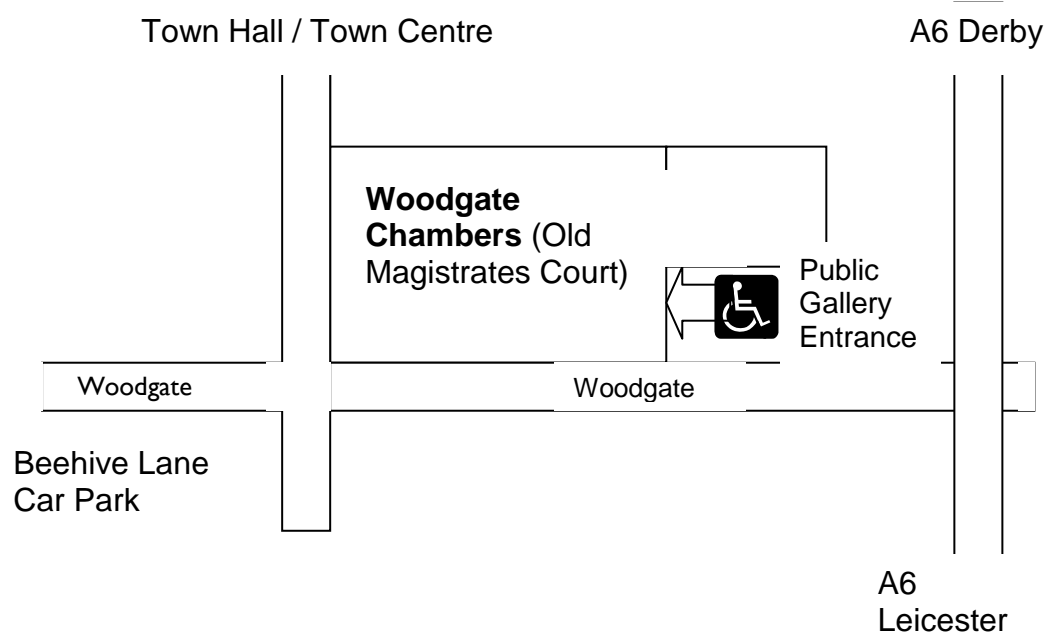 Town Hall / Town Centre
A6 Derby
Woodgate
Chambers (Old
Magistrates Court)
Public
Gallery
Entrance
Woodgate
Woodgate
Beehive Lane
Car Park
A6
Leicester